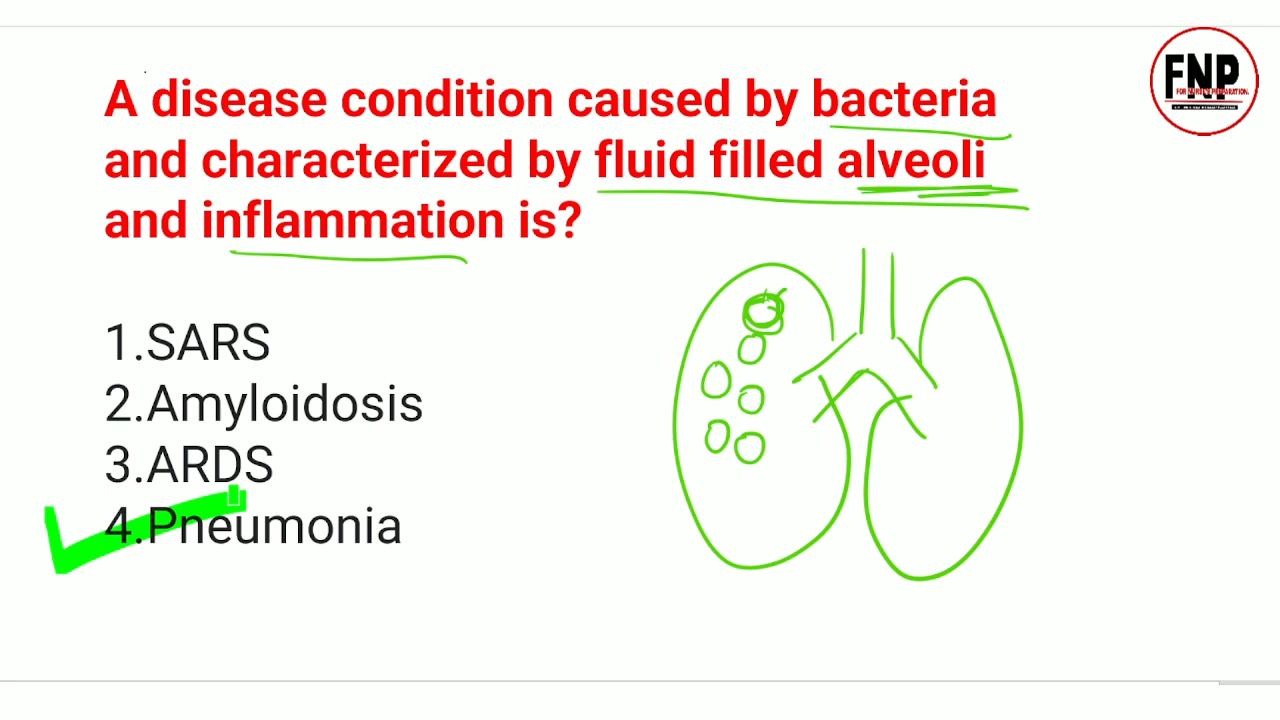 A disease condition caused by bacteria
and characterized by fluid filled alveoli
and inflammation is?
1.SARS
2.Amyloidosis
3.ARDS
4.Pneumonia
FNP